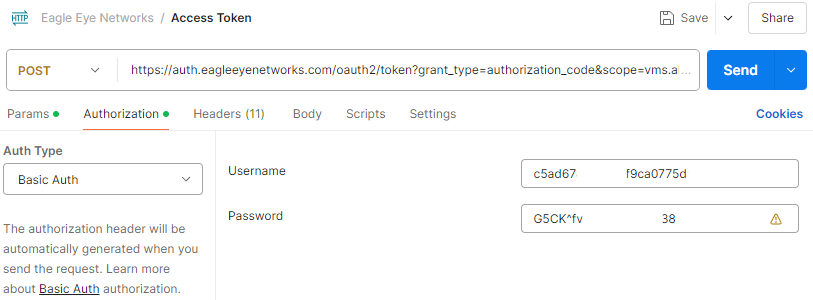 HTTP Eagle Eye Networks / Access Token Save Share
POST https://auth.eagleeyenetworks.com/oauth2/token?grant_type=authorization_code&scope=vms.al... Send
Params Authorization Headers (11) Body Scripts Settings Cookies
Auth Type
Basic Auth
The authorization header will be
automatically generated when you
send the request. Learn more
about Basic Auth authorization.
Username c5ad67 f9ca0775d
Password G5CK^fv 38